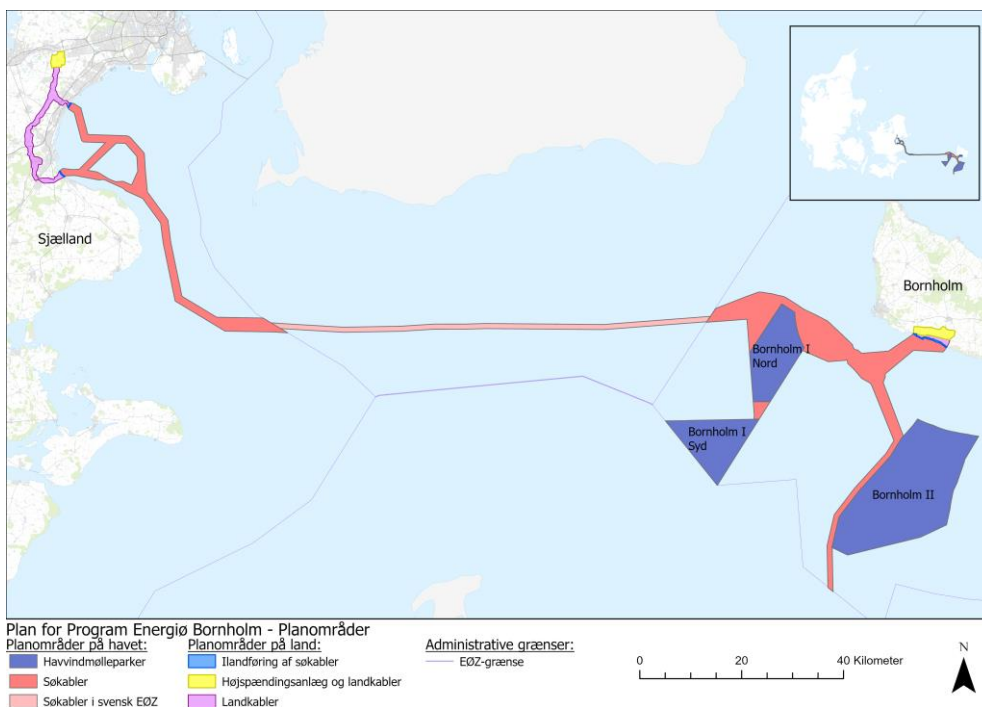 Sjælland
Bornholm
Bornholm I
Nord
Bornholm I
Syd
Bornholm II
Plan for Program Energiø Bornholm - Planområder
Planområder på havet:
Havvindmølleparker
Søkabler
Søkabler i svensk EØZ
Planområder på land:
Ilandføring af søkabler
Højspændingsanlæg og landkabler
Landkabler
Administrative grænser:
EØZ-grænse
0 20 40 Kilometer
N